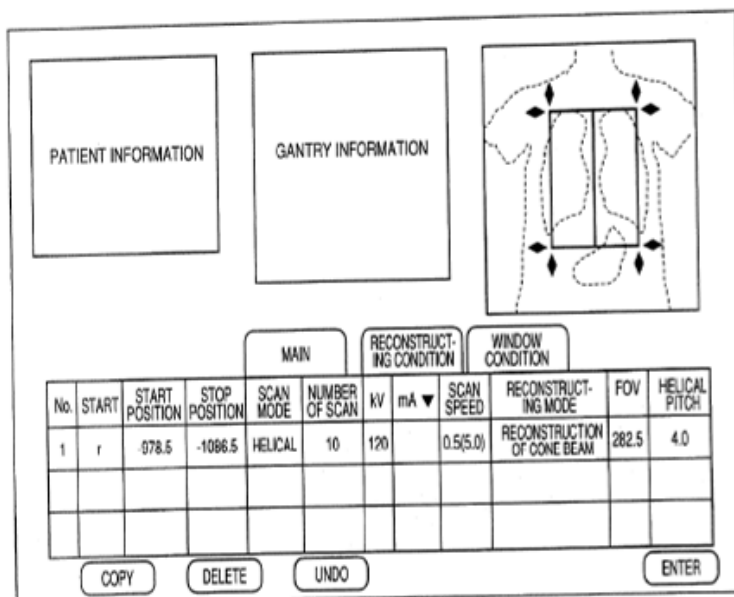 PATIENT INFORMATION
GANTRY INFORMATION
MAIN
RECONSTRUCT-
ING CONDITION
WINDOW
CONDITION
No.
START
START
POSITION
STOP
POSITION
SCAN
MODE
NUMBER
OF SCAN
kV
mA ▼
SCAN
SPEED
RECONSTRUCT-
ING MODE
FOV
HELICAL
PITCH
1
r
-978.5
-1086.5
HELICAL
10
120
0.5(5.0)
RECONSTRUCTION
OF CONE BEAM
282.5
4.0
COPY
DELETE
UNDO
ENTER